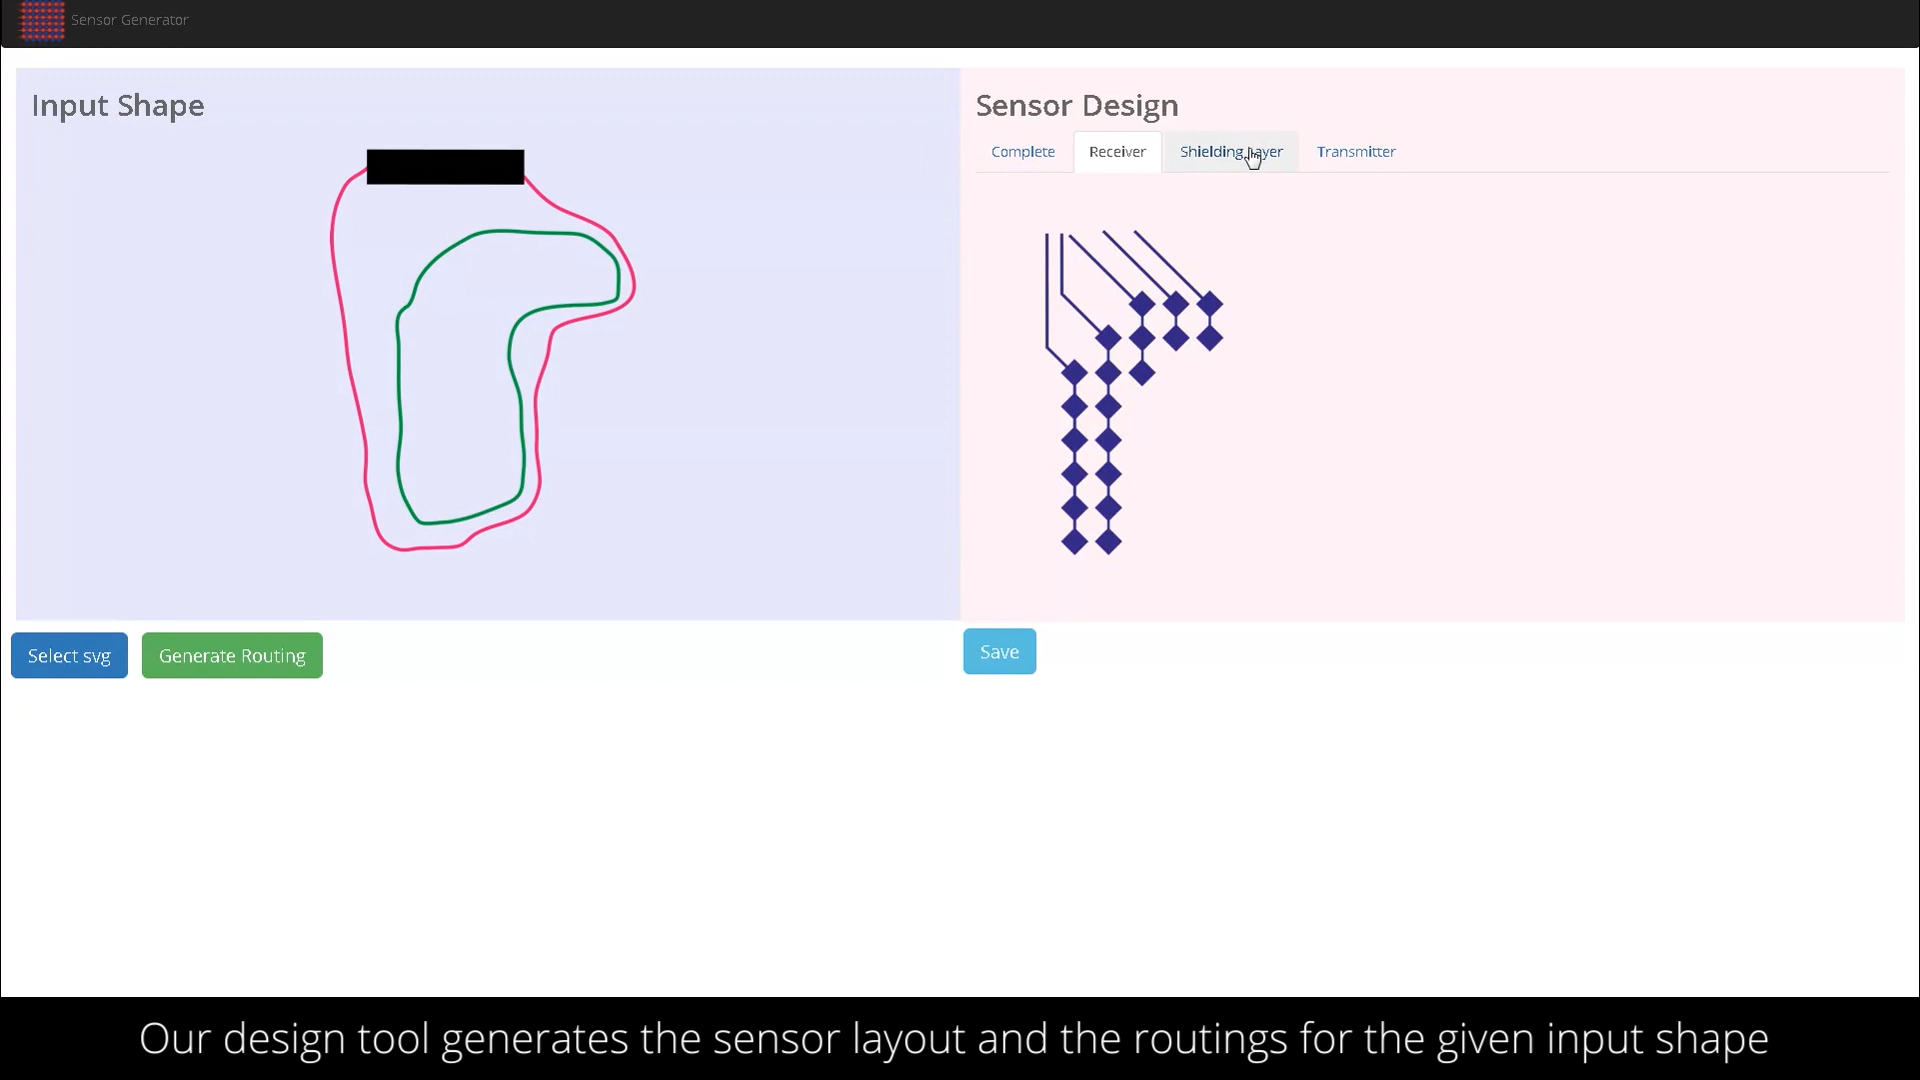 Sensor Generator
Input Shape
Sensor Design
Complete
Receiver
Shielding Layer
Transmitter
Select svg
Generate Routing
Save
Our design tool generates the sensor layout and the routings for the given input shape